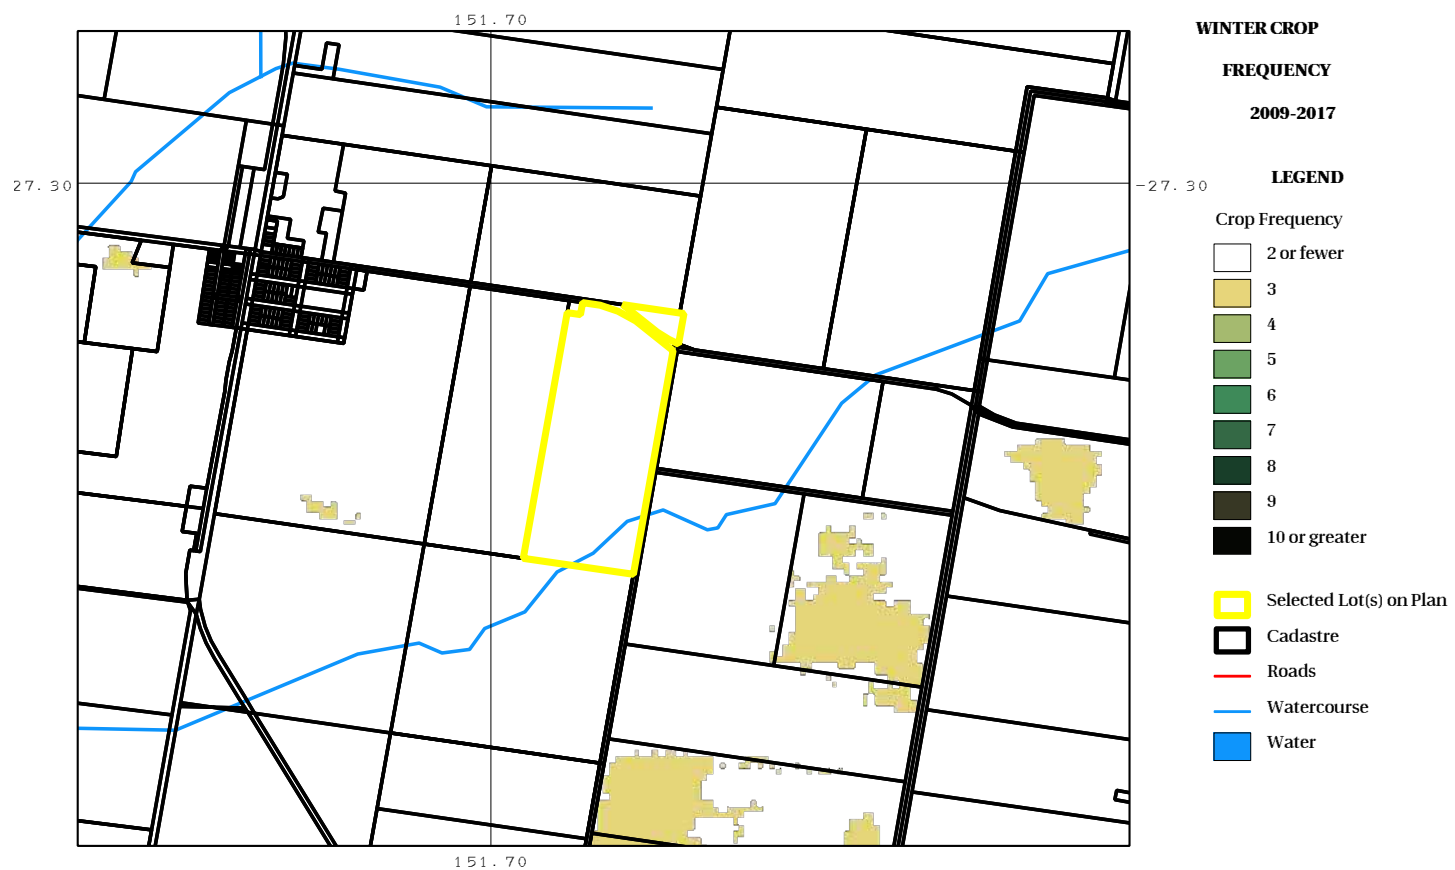 151.70
WINTER CROP
FREQUENCY
2009-2017
27.30
-27.30
LEGEND
Crop Frequency
2 or fewer
3
4
5
6
7
8
9
10 or greater
Selected Lot(s) on Plan
Cadastre
Roads
Watercourse
Water
151.70